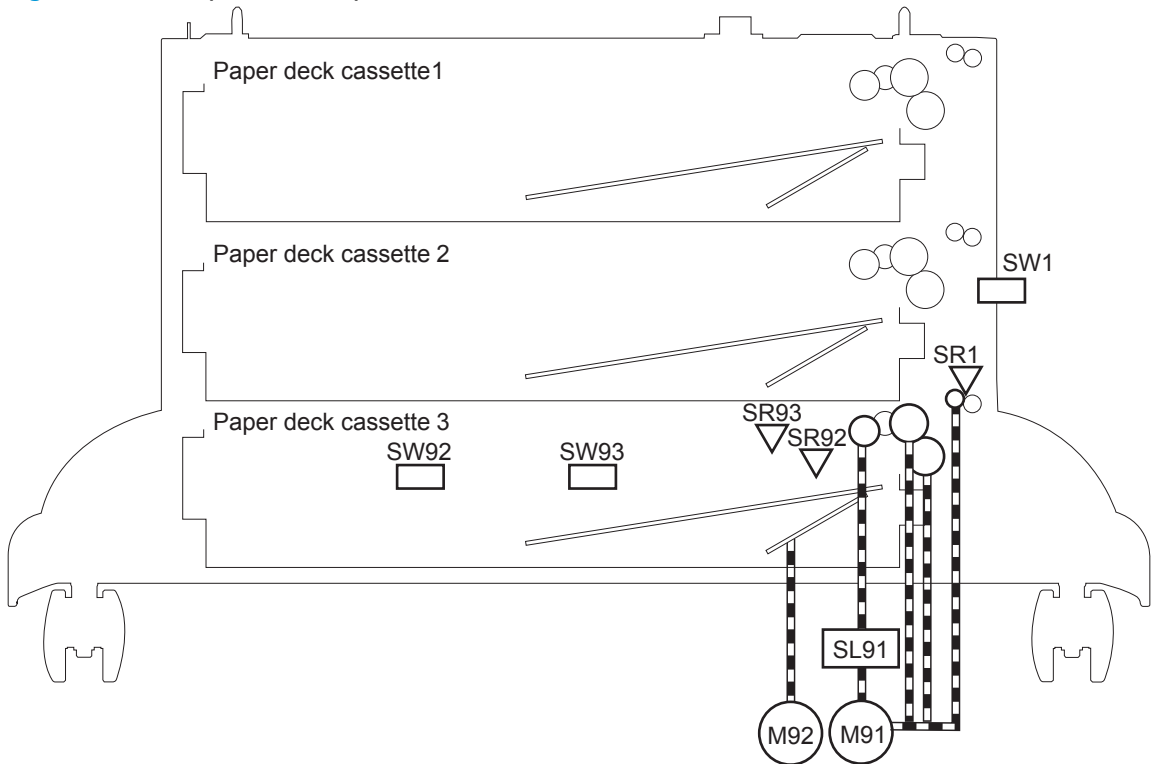 Paper deck cassette1
Paper deck cassette 2
SW1
SR1
Paper deck cassette 3
SR93
SR92
SW92
SW93
SL91
M92
M91